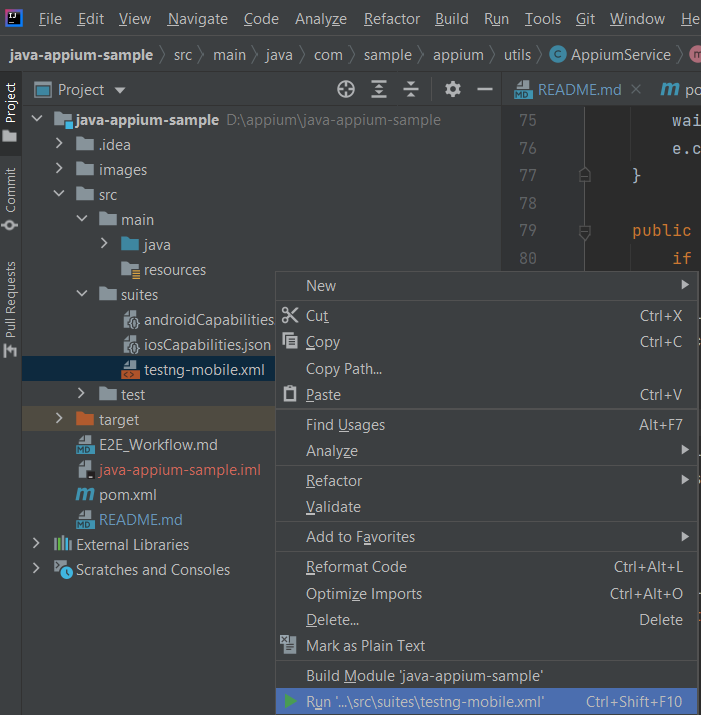 IJ File Edit View Navigate Code Analyze Refactor Build Run Tools Git Window He
java-appium-sample src main java com sample appium utils C AppiumService m
Project
Commit
Pull Requests
Project
java-appium-sample D:\appium\java-appium-sample
.idea
images
src
main
java
resources
suites
androidCapabilities
iosCapabilities.json
testng-mobile.xml
test
target
MD E2E_Workflow.md
java-appium-sample.iml
m pom.xml
MD README.md
External Libraries
Scratches and Consoles
MD README.md m po
75 wai
76 e.c
77 }
78
79 public
80 if
New
Cut Ctrl+X
Copy Ctrl+C
Copy Path...
Paste Ctrl+V
Find Usages Alt+F7
Analyze
Refactor
Validate
Add to Favorites
Reformat Code Ctrl+Alt+L
Optimize Imports Ctrl+Alt+O
Delete... Delete
Mark as Plain Text
Build Module 'java-appium-sample'
Run '...\src\suites\testng-mobile.xml' Ctrl+Shift+F10